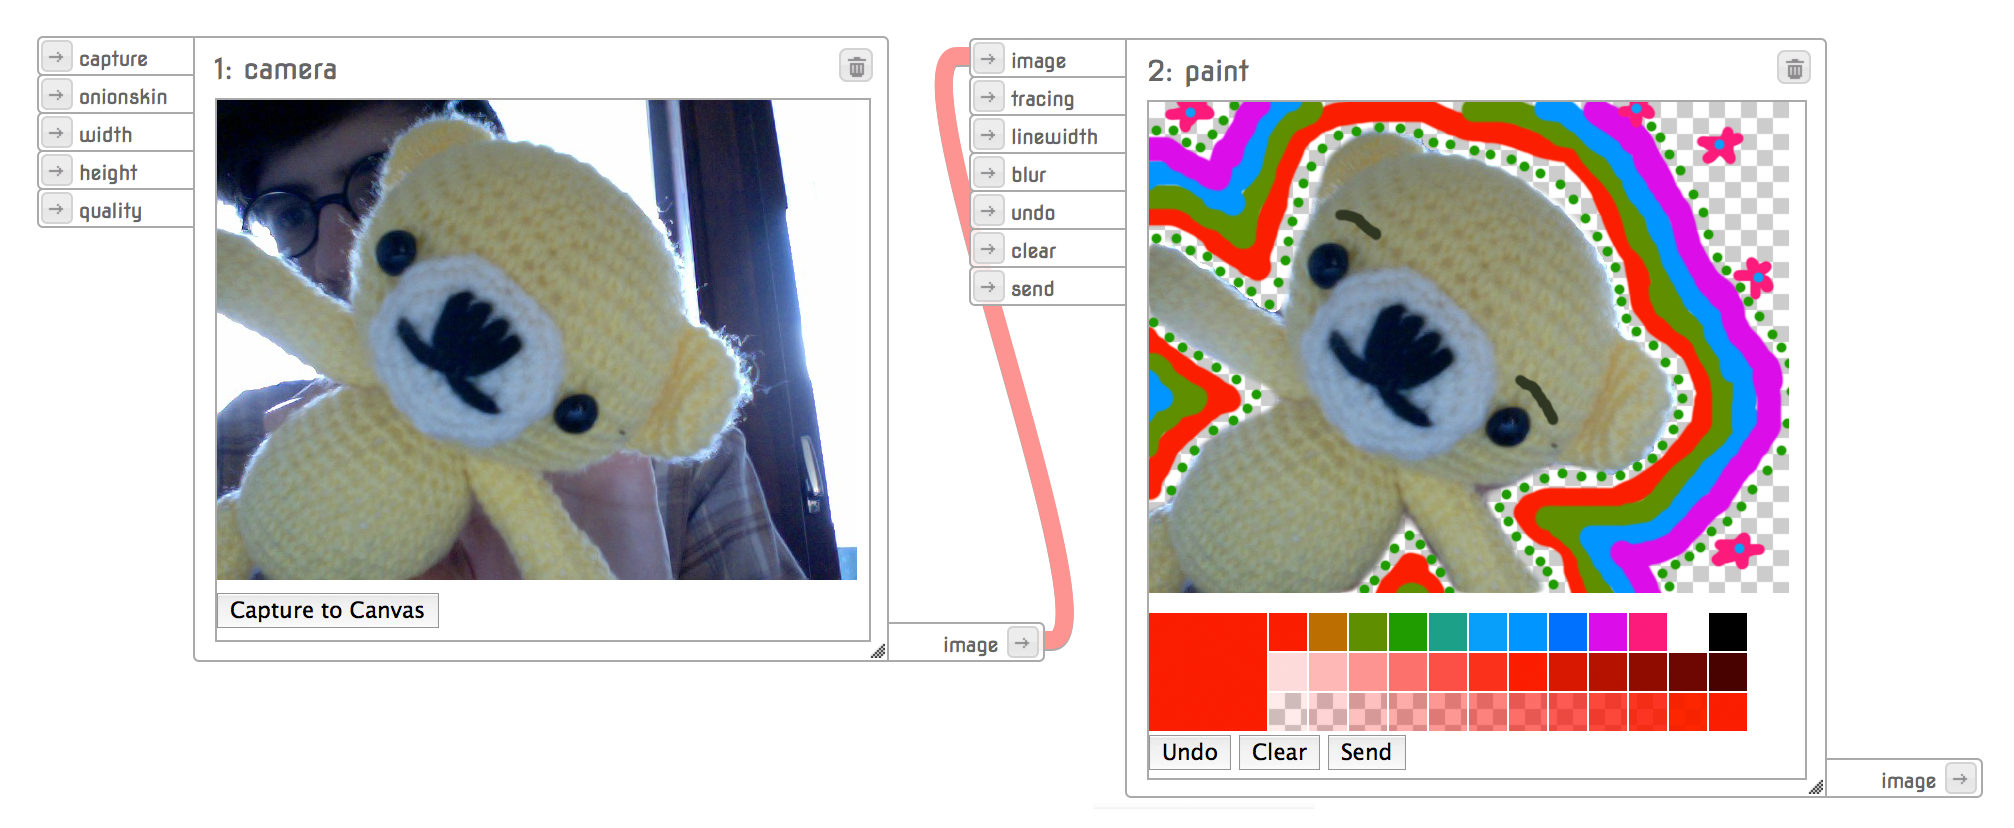 capture
onionskin
width
height
quality
1: camera
Capture to Canvas
image
image
tracing
linewidth
blur
undo
clear
send
2: paint
Undo Clear Send
image